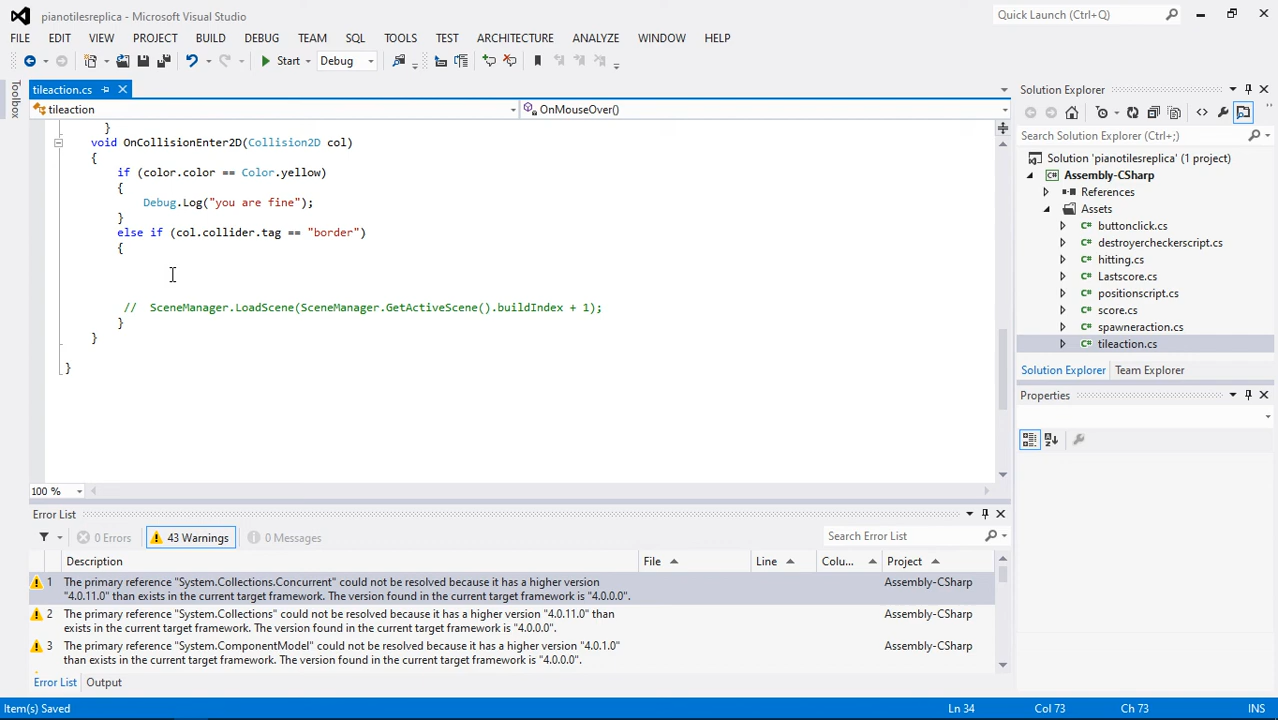 pianotilesreplica - Microsoft Visual Studio
Quick Launch (Ctrl+Q)
FILE EDIT VIEW PROJECT BUILD DEBUG TEAM SQL TOOLS TEST ARCHITECTURE ANALYZE WINDOW HELP
Start Debug
Toolbox
tileaction.cs
tileaction OnMouseOver()
}
void OnCollisionEnter2D(Collision2D col)
{
if (color.color == Color.yellow)
{
Debug.Log("you are fine");
}
else if (col.collider.tag == "border")
{
// SceneManager.LoadScene(SceneManager.GetActiveScene().buildIndex + 1);
}
}
}
100 %
Solution Explorer
Search Solution Explorer (Ctrl+;)
Solution 'pianotilesreplica' (1 project)
Assembly-CSharp
References
Assets
buttonclick.cs
destroyercheckerscript.cs
hitting.cs
Lastscore.cs
positionscript.cs
score.cs
spawneraction.cs
tileaction.cs
Solution Explorer Team Explorer
Properties
Error List
0 Errors 43 Warnings 0 Messages
Search Error List
Description File Line Colu... Project
1 The primary reference "System.Collections.Concurrent" could not be resolved because it has a higher version Assembly-CSharp
"4.0.11.0" than exists in the current target framework. The version found in the current target framework is "4.0.0.0".
2 The primary reference "System.Collections" could not be resolved because it has a higher version "4.0.11.0" than Assembly-CSharp
exists in the current target framework. The version found in the current target framework is "4.0.0.0".
3 The primary reference "System.ComponentModel" could not be resolved because it has a higher version "4.0.1.0" Assembly-CSharp
than exists in the current target framework. The version found in the current target framework is "4.0.0.0".
Error List Output
Item(s) Saved Ln 34 Col 73 Ch 73 INS